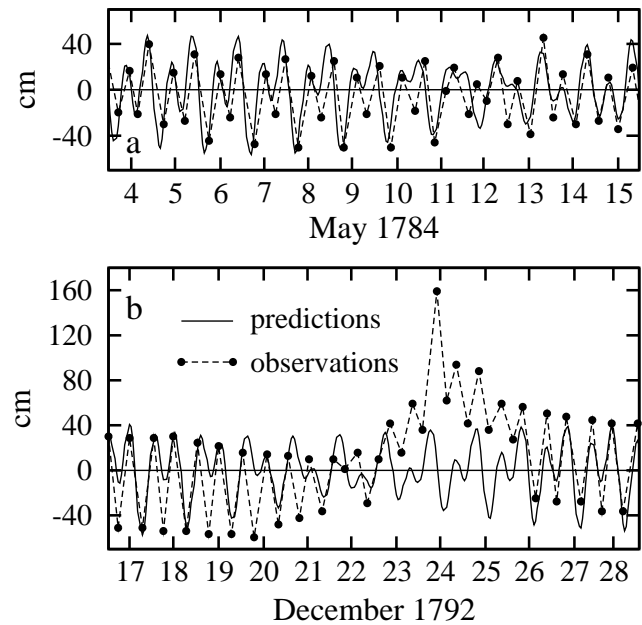 40
0
-40
cm
a
4 5 6 7 8 9 10 11 12 13 14 15
May 1784
160
120
80
40
0
-40
cm
b
predictions
observations
17 18 19 20 21 22 23 24 25 26 27 28
December 1792